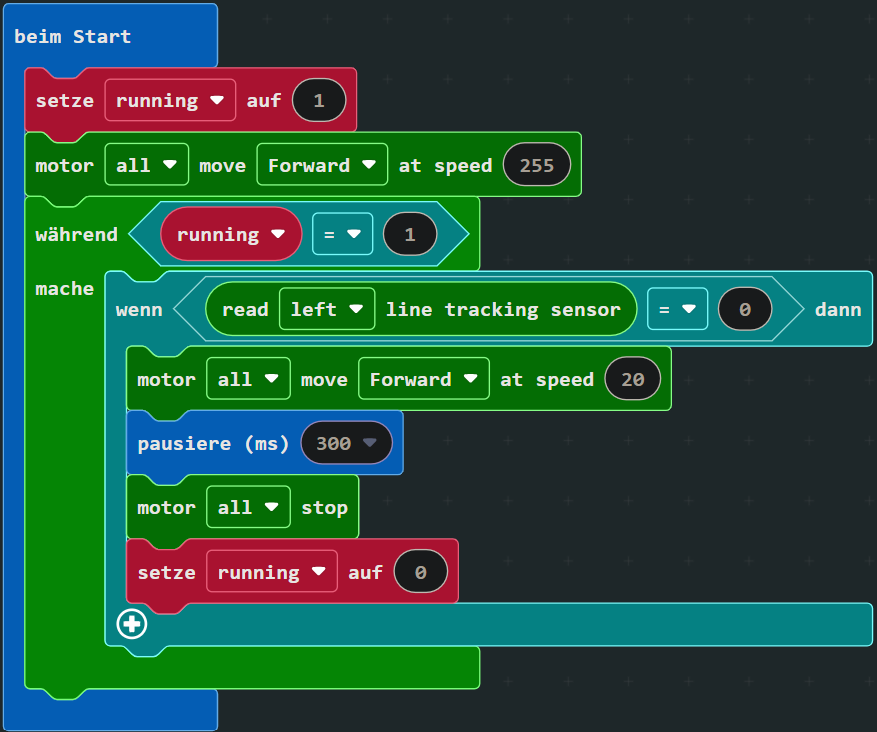 beim Start
setze running auf 1
motor all move Forward at speed 255
während running = 1
mache
wenn read left line tracking sensor = 0 dann
motor all move Forward at speed 20
pausiere (ms) 300
motor all stop
setze running auf 0